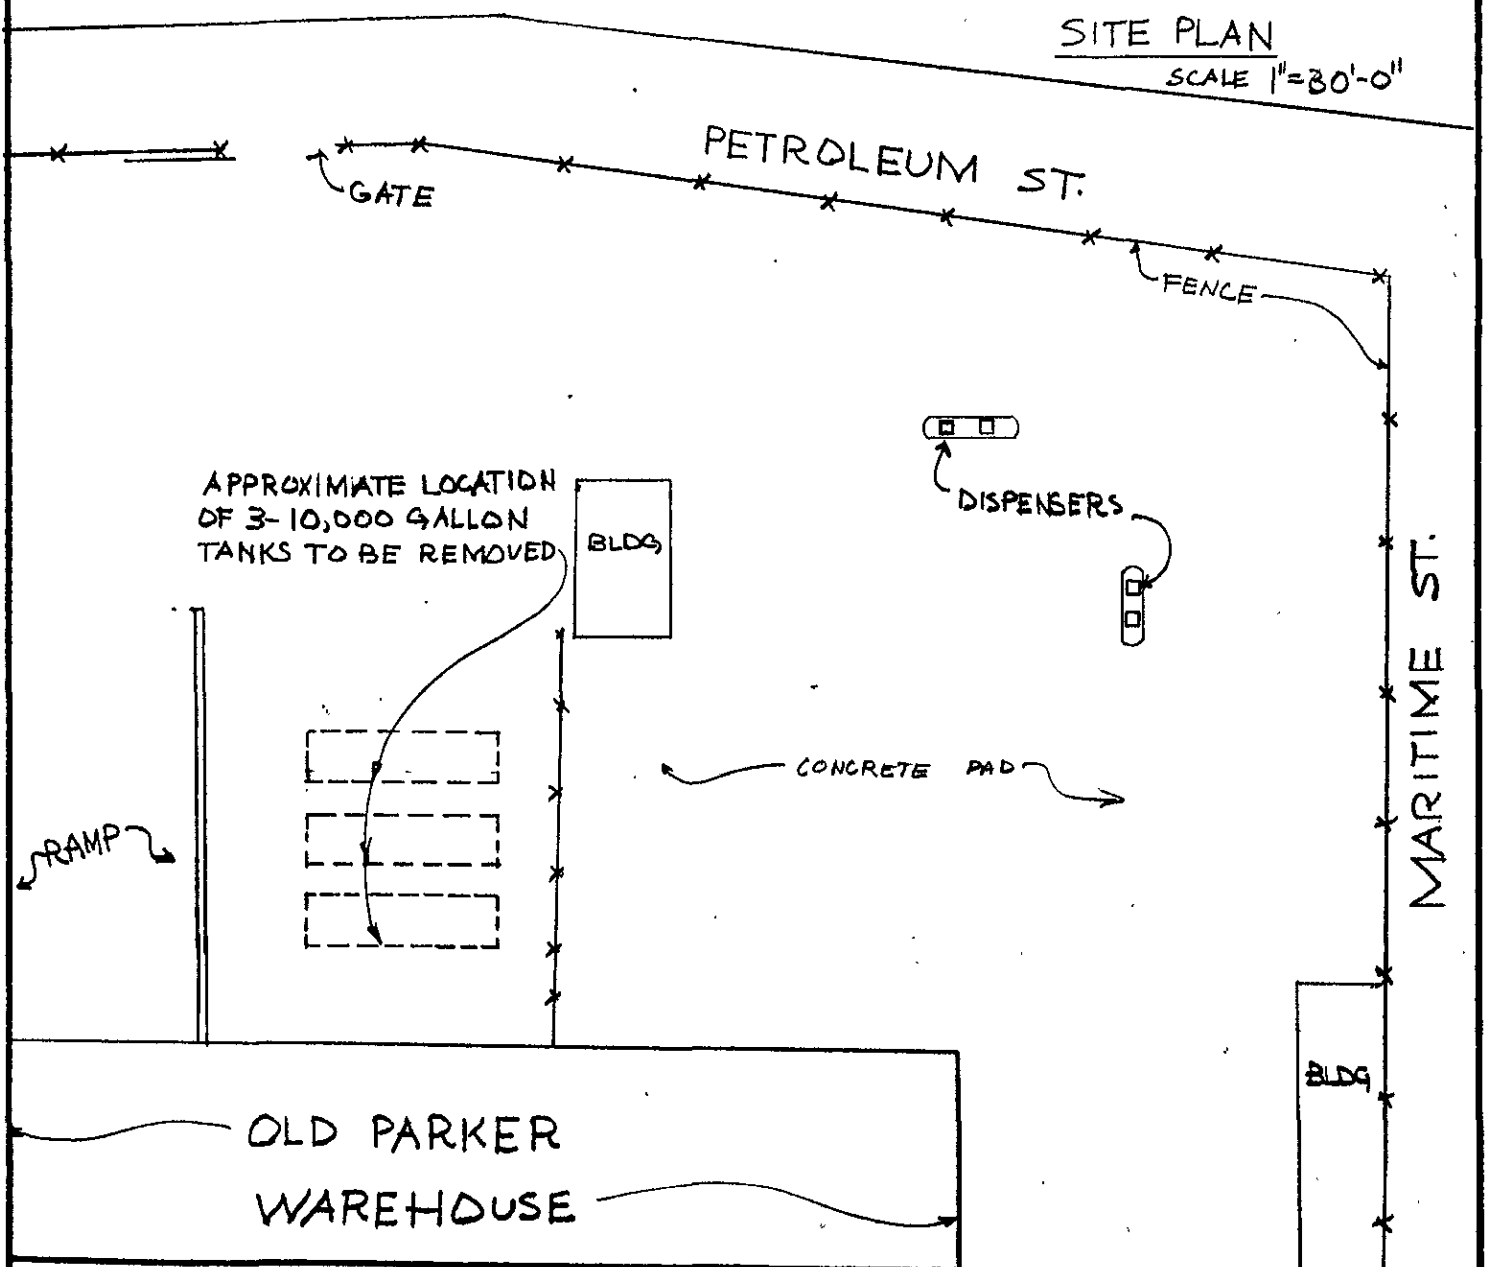 SITE PLAN
SCALE 1"=30'-0"
PETROLEUM ST.
GATE
FENCE
APPROXIMATE LOCATION
OF 3-10,000 GALLON
TANKS TO BE REMOVED
BLDG
DISPENSERS
MARITIME ST.
CONCRETE PAD
RAMP
BLDG
OLD PARKER
WAREHOUSE